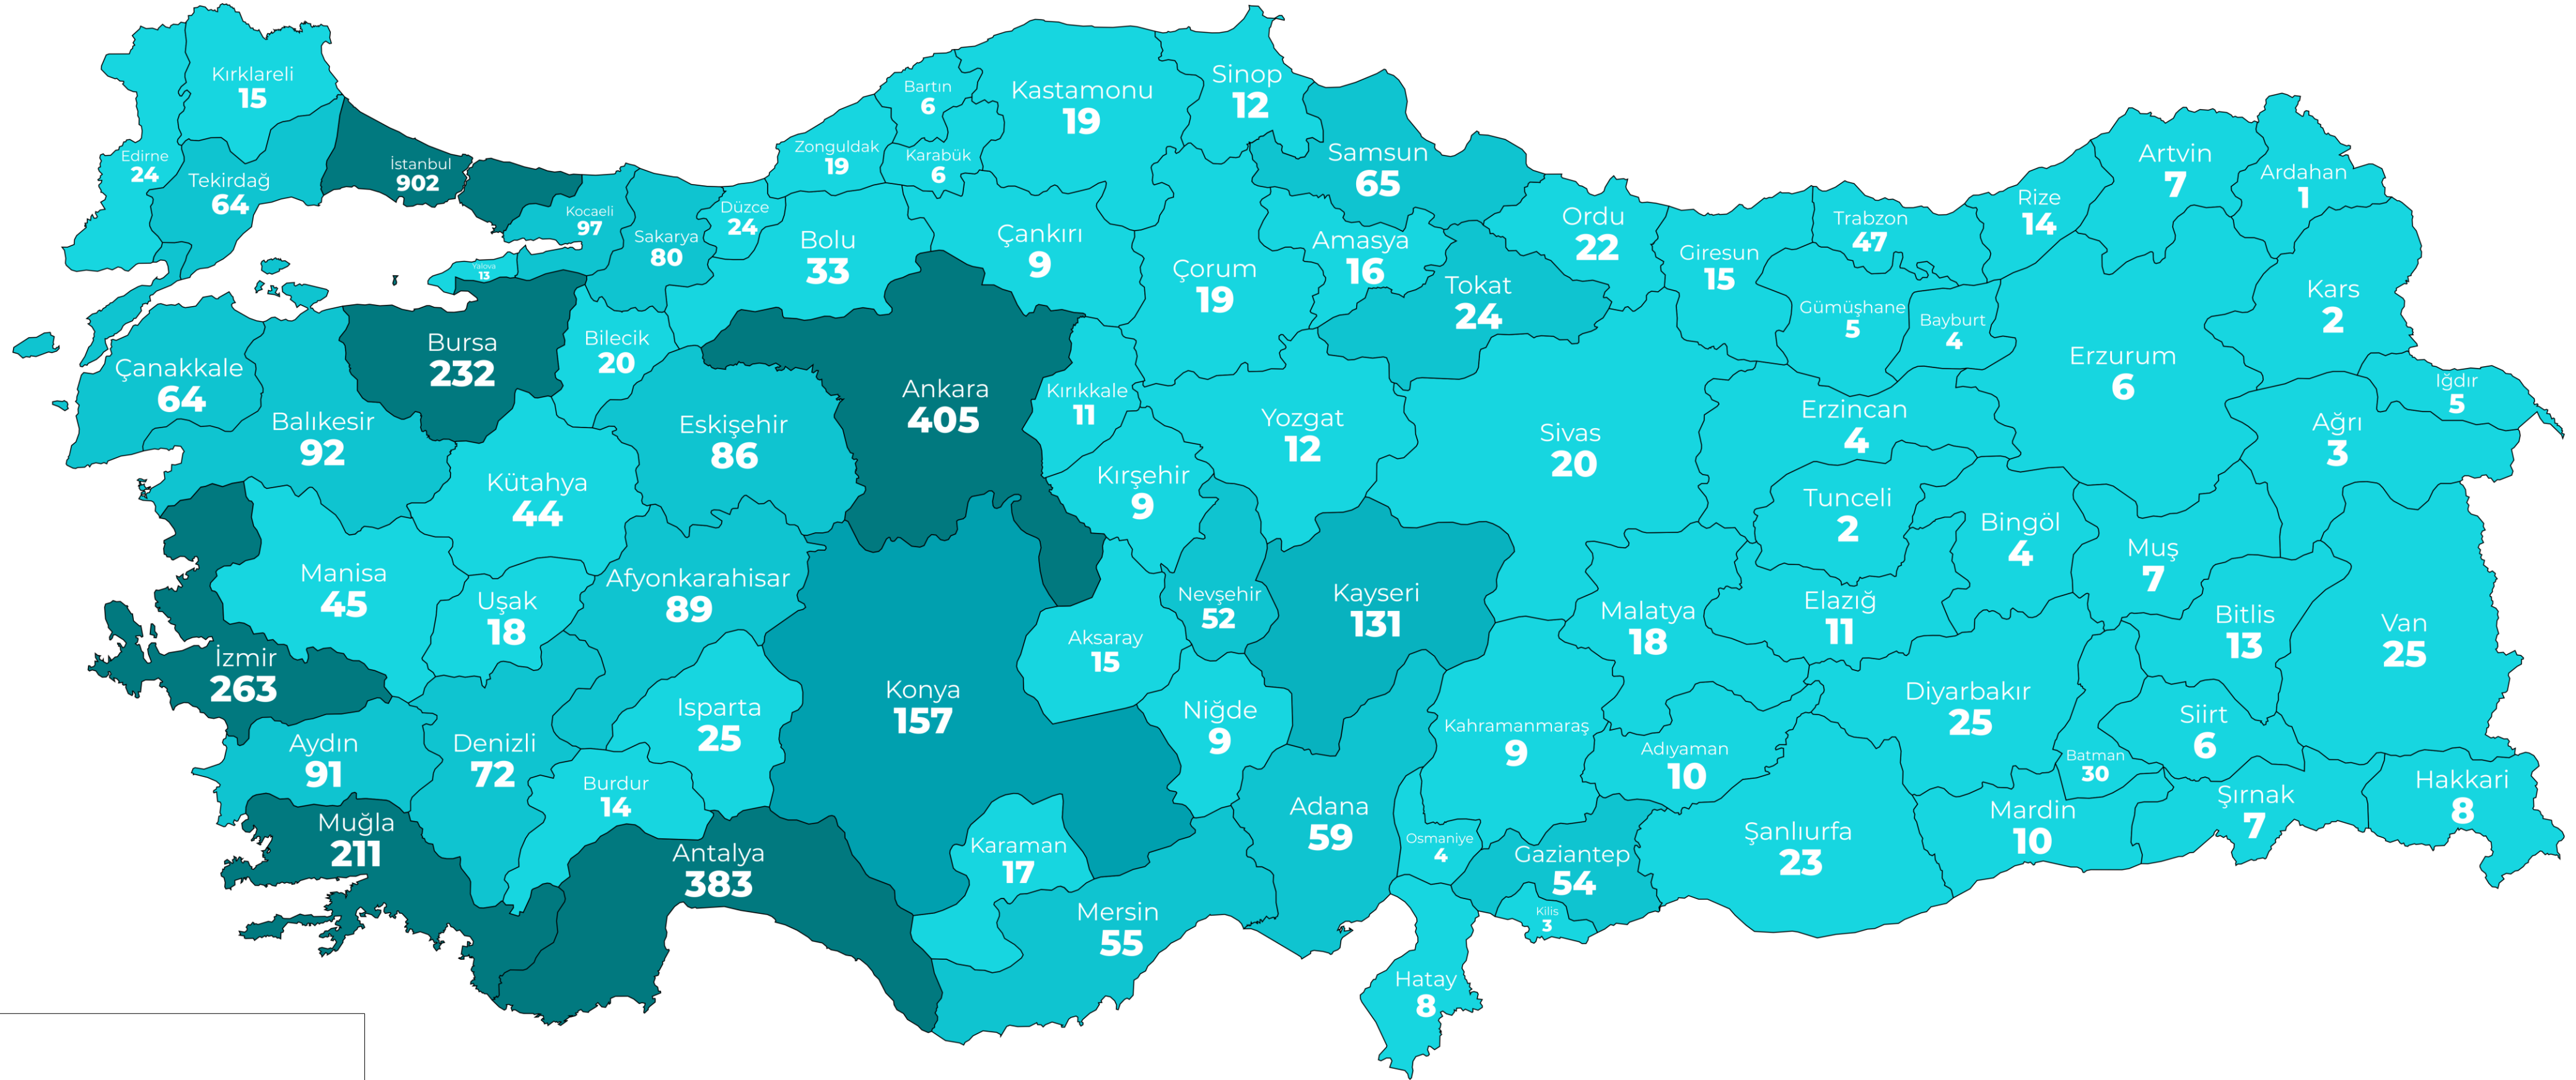 Kırklareli
15
Edirne
24
Tekirdağ
64
İstanbul
902
Kocaeli
97
Yalova
13
Sakarya
80
Düzce
24
Bolu
33
Zonguldak
19
Bartın
6
Karabük
6
Kastamonu
19
Sinop
12
Çankırı
9
Çorum
19
Samsun
65
Amasya
16
Tokat
24
Ordu
22
Giresun
15
Trabzon
47
Gümüşhane
5
Bayburt
4
Rize
14
Artvin
7
Ardahan
1
Kars
2
Iğdır
5
Ağrı
3
Erzurum
6
Erzincan
4
Çanakkale
64
Balıkesir
92
Bursa
232
Bilecik
20
Eskişehir
86
Kütahya
44
Ankara
405
Kırıkkale
11
Kırşehir
9
Yozgat
12
Sivas
20
Tunceli
2
Bingöl
4
Muş
7
Bitlis
13
Van
25
Manisa
45
Uşak
18
Afyonkarahisar
89
İzmir
263
Aydın
91
Denizli
72
Isparta
25
Burdur
14
Muğla
211
Antalya
383
Konya
157
Karaman
17
Mersin
55
Aksaray
15
Nevşehir
52
Niğde
9
Kayseri
131
Adana
59
Malatya
18
Elazığ
11
Kahramanmaraş
9
Adıyaman
10
Osmaniye
4
Gaziantep
54
Kilis
3
Hatay
8
Şanlıurfa
23
Diyarbakır
25
Batman
30
Mardin
10
Siirt
6
Şırnak
7
Hakkari
8